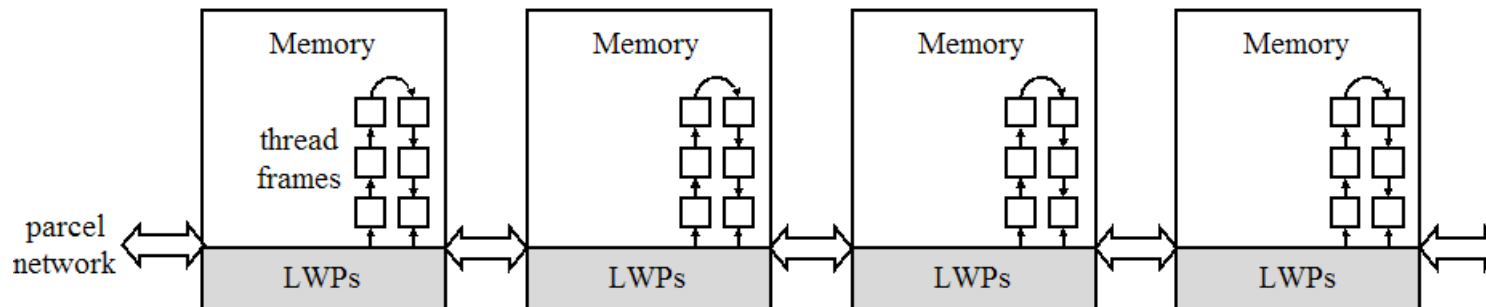 Memory
Memory
Memory
Memory
thread
frames
parcel
network
LWPs
LWPs
LWPs
LWPs